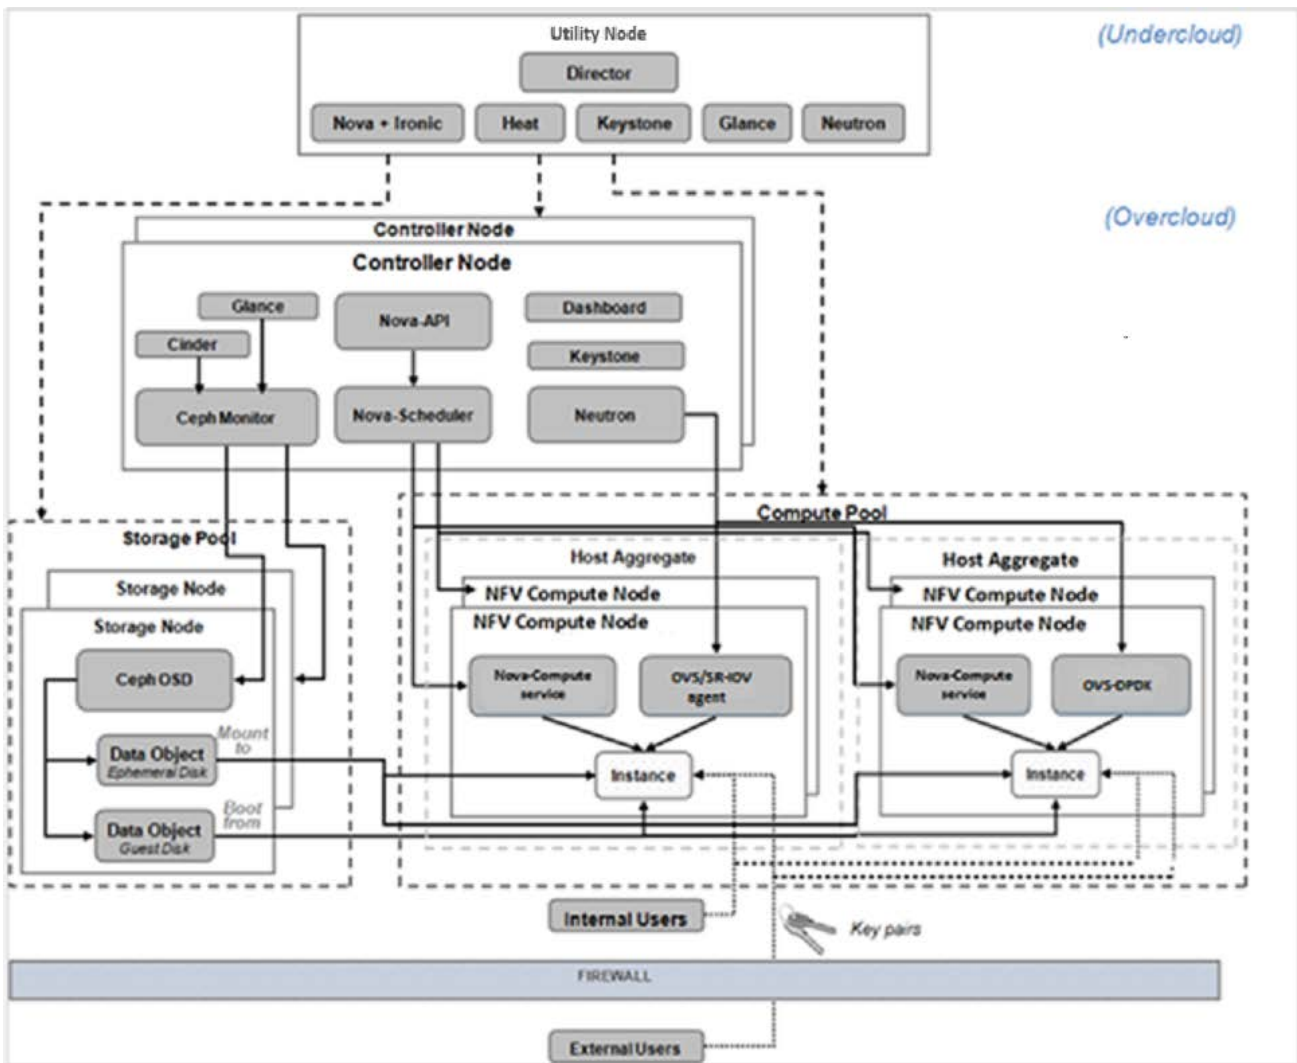 Utility Node
(Undercloud)
Director
Nova + Ironic
Heat
Keystone
Glance
Neutron
(Overcloud)
Controller Node
Controller Node
Glance
Nova-API
Dashboard
Cinder
Keystone
Ceph Monitor
Nova-Scheduler
Neutron
Compute Pool
Storage Pool
Host Aggregate
Host Aggregate
Storage Node
NFV Compute Node
NFV Compute Node
Storage Node
NFV Compute Node
NFV Compute Node
Ceph OSD
Nova-Compute
service
OVS/SR-IOV
agent
Nova-Compute
service
OVS-DPDK
Mount
to
Data Object
Ephemeral Disk
Instance
Instance
Boot
from
Data Object
Guest Disk
Internal Users
Key pairs
FIREWALL
External Users